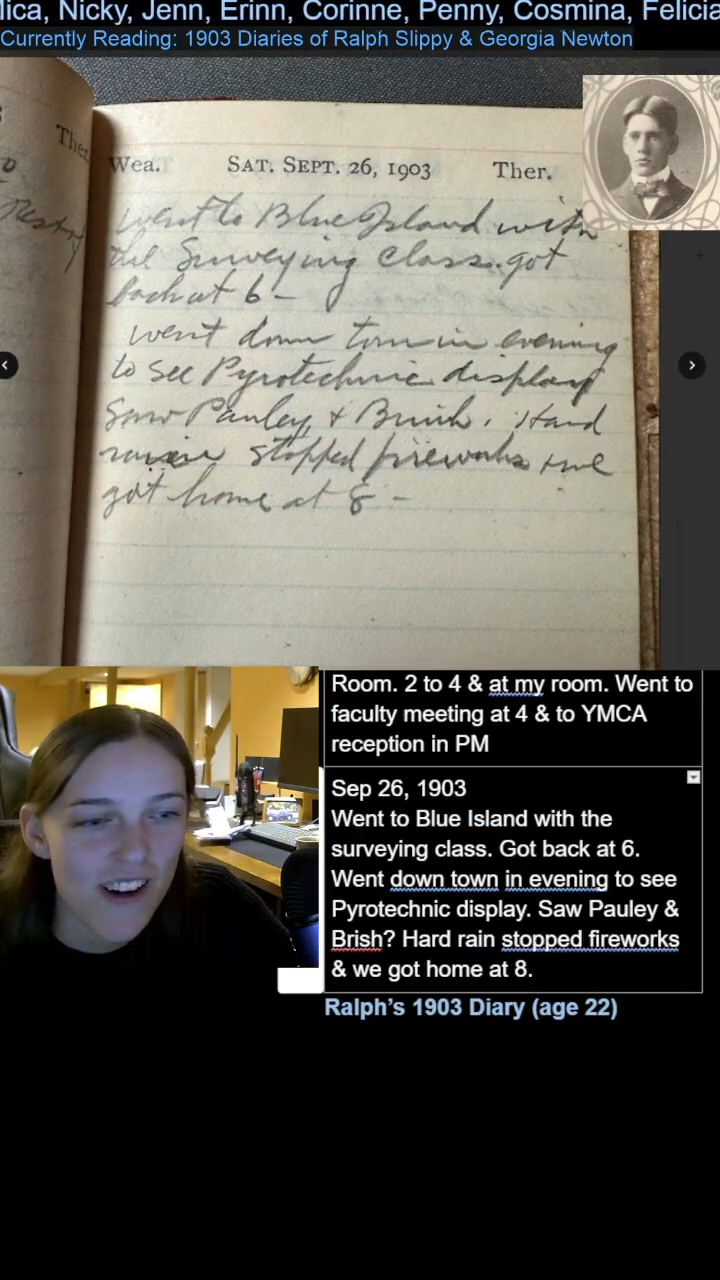 Mica, Nicky, Jenn, Erinn, Corinne, Penny, Cosmina, Felicia
Currently Reading: 1903 Diaries of Ralph Slippy & Georgia Newton
Ther.
Wea. SAT. SEPT. 26, 1903 Ther.
went to Blue Island with
the Surveying Class. got
back at 6 –
went down town in evening
to see Pyrotechnic display
Saw Pauley & Hard
rain stopped fireworks & we
got home at 8 –
Room. 2 to 4 & at my room. Went to
faculty meeting at 4 & to YMCA
reception in PM
Sep 26, 1903
Went to Blue Island with the
surveying class. Got back at 6.
Went down town in evening to see
Pyrotechnic display. Saw Pauley &
Brish? Hard rain stopped fireworks
& we got home at 8.
Ralph's 1903 Diary (age 22)